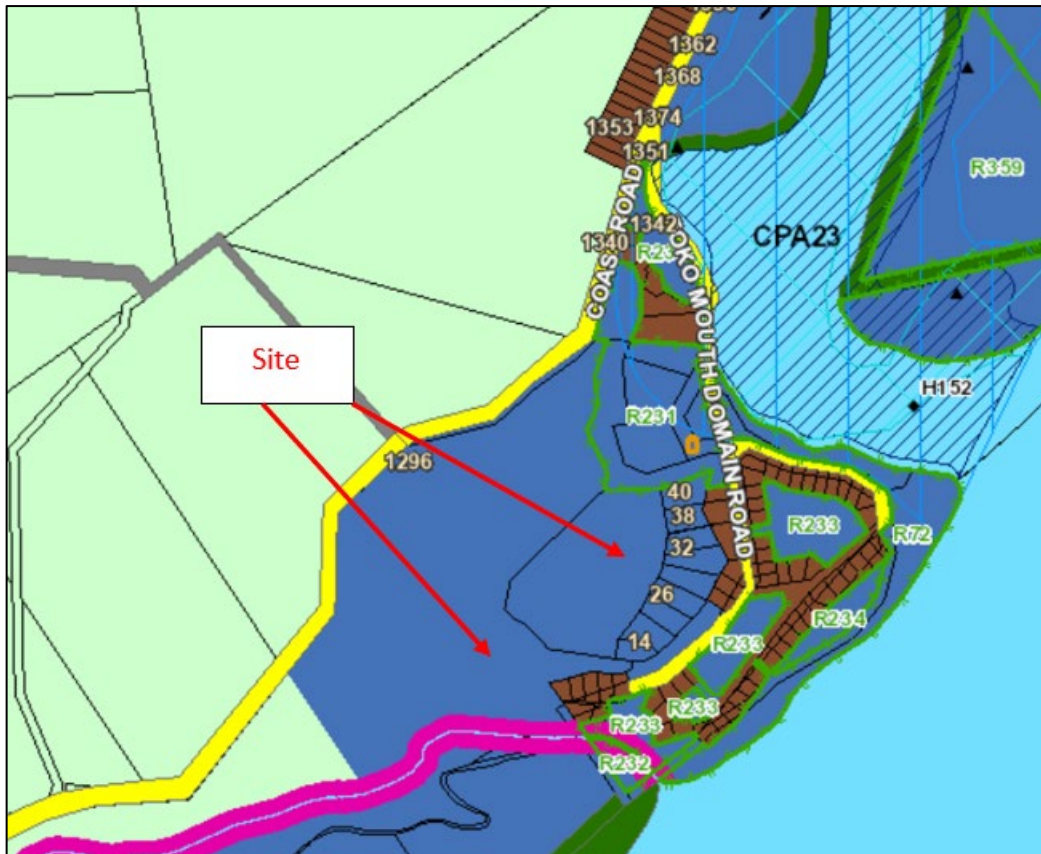 1362
1368
1374
1353
1351
COAST ROAD
1342
1340
R23
OKO MOUTH DOMAIN ROAD
CPA23
R359
Site
H152
R231
1296
40
38
32
26
14
R233
R72
R234
R233
R233
R233
R232